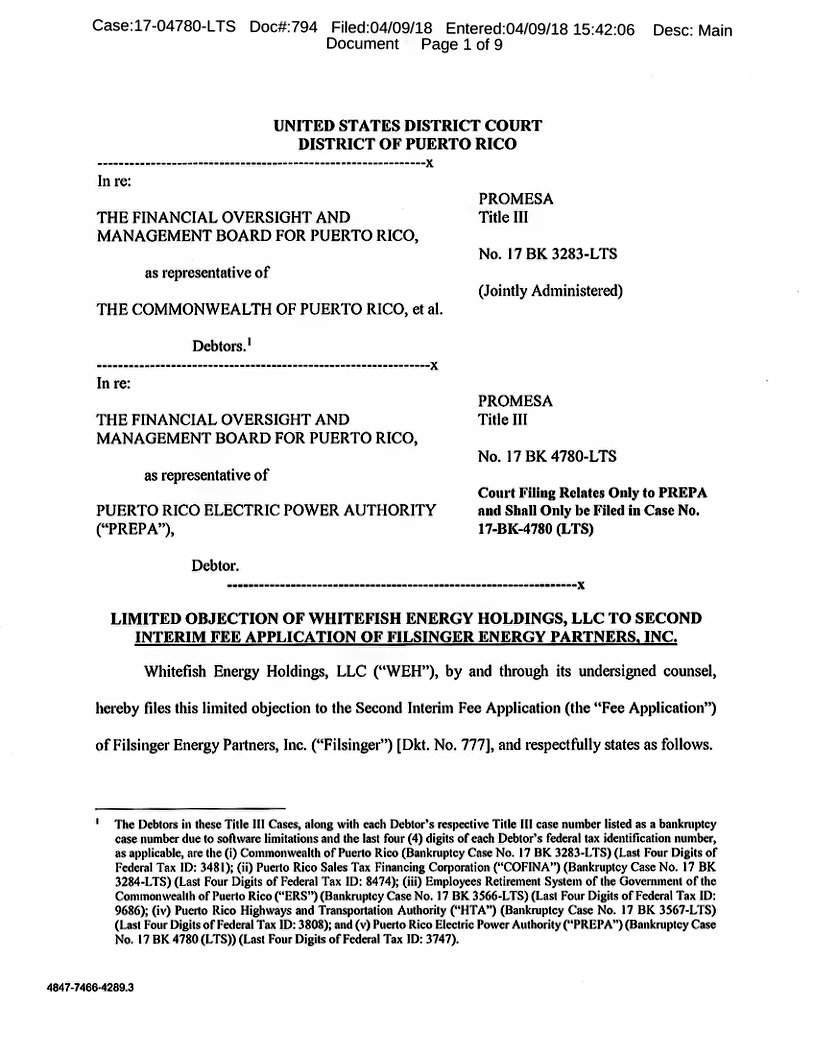 Case:17-04780-LTS Doc#:794 Filed:04/09/18 Entered:04/09/18 15:42:06 Desc: Main
Document Page 1 of 9
UNITED STATES DISTRICT COURT
DISTRICT OF PUERTO RICO
---------------------------------------------------------------x
In re:
PROMESA
THE FINANCIAL OVERSIGHT AND Title III
MANAGEMENT BOARD FOR PUERTO RICO,
No. 17 BK 3283-LTS
as representative of
(Jointly Administered)
THE COMMONWEALTH OF PUERTO RICO, et al.
Debtors.1
---------------------------------------------------------------x
In re:
PROMESA
THE FINANCIAL OVERSIGHT AND Title III
MANAGEMENT BOARD FOR PUERTO RICO,
No. 17 BK 4780-LTS
as representative of
Court Filing Relates Only to PREPA
PUERTO RICO ELECTRIC POWER AUTHORITY and Shall Only be Filed in Case No.
(“PREPA”), 17-BK-4780 (LTS)
Debtor.
------------------------------------------------------------------x
LIMITED OBJECTION OF WHITEFISH ENERGY HOLDINGS, LLC TO SECOND
INTERIM FEE APPLICATION OF FILSINGER ENERGY PARTNERS, INC.
Whitefish Energy Holdings, LLC (“WEH”), by and through its undersigned counsel,
hereby files this limited objection to the Second Interim Fee Application (the “Fee Application”)
of Filsinger Energy Partners, Inc. (“Filsinger”) [Dkt. No. 777], and respectfully states as follows.
1 The Debtors in these Title III Cases, along with each Debtor’s respective Title III case number listed as a bankruptcy
case number due to software limitations and the last four (4) digits of each Debtor’s federal tax identification number,
as applicable, are the (i) Commonwealth of Puerto Rico (Bankruptcy Case No. 17 BK 3283-LTS) (Last Four Digits of
Federal Tax ID: 3481); (ii) Puerto Rico Sales Tax Financing Corporation (“COFINA”) (Bankruptcy Case No. 17 BK
3284-LTS) (Last Four Digits of Federal Tax ID: 8474); (iii) Employees Retirement System of the Government of the
Commonwealth of Puerto Rico (“ERS”) (Bankruptcy Case No. 17 BK 3566-LTS) (Last Four Digits of Federal Tax ID:
9686); (iv) Puerto Rico Highways and Transportation Authority (“HTA”) (Bankruptcy Case No. 17 BK 3567-LTS)
(Last Four Digits of Federal Tax ID: 3808); and (v) Puerto Rico Electric Power Authority (“PREPA”) (Bankruptcy Case
No. 17 BK 4780 (LTS)) (Last Four Digits of Federal Tax ID: 3747).
4847-7466-4289.3